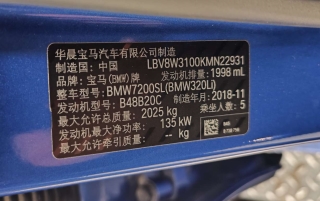 华晨宝马汽车有限公司制造
制造国:中国 LBV8W3100KMN22931
品牌:宝马(BMW) 发动机排量:1998 mL
整车型号:BMW7200SL(BMW320Li)
发动机型号:B48B20C 制造年月:2018-11
最大允许总质量:2025 kg 乘坐人数:5
发动机最大净功率:135 kW
最大允许牵引质量:-- kg